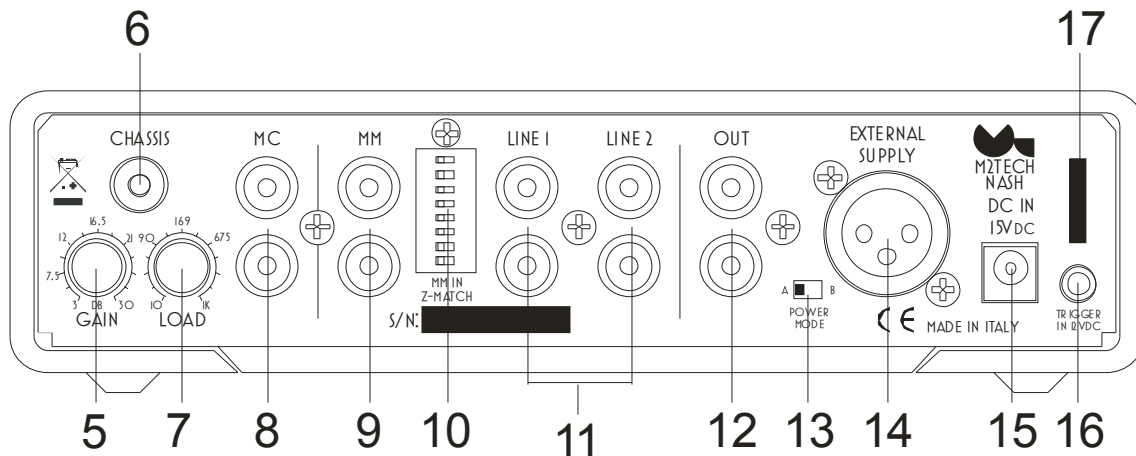 6
17
CHASSIS
MC
MM
LINE 1
LINE 2
OUT
EXTERNAL
SUPPLY
M2TECH
NASH
DC IN
15VDC
3
7.5
12
16.5
21
30
DB
GAIN
10
90
169
675
1K
LOAD
MM IN
Z-MATCH
S/N:
A
B
POWER
MODE
CE
MADE IN ITALY
TRIGGER
IN 12VDC
5
7
8
9
10
11
12
13
14
15
16